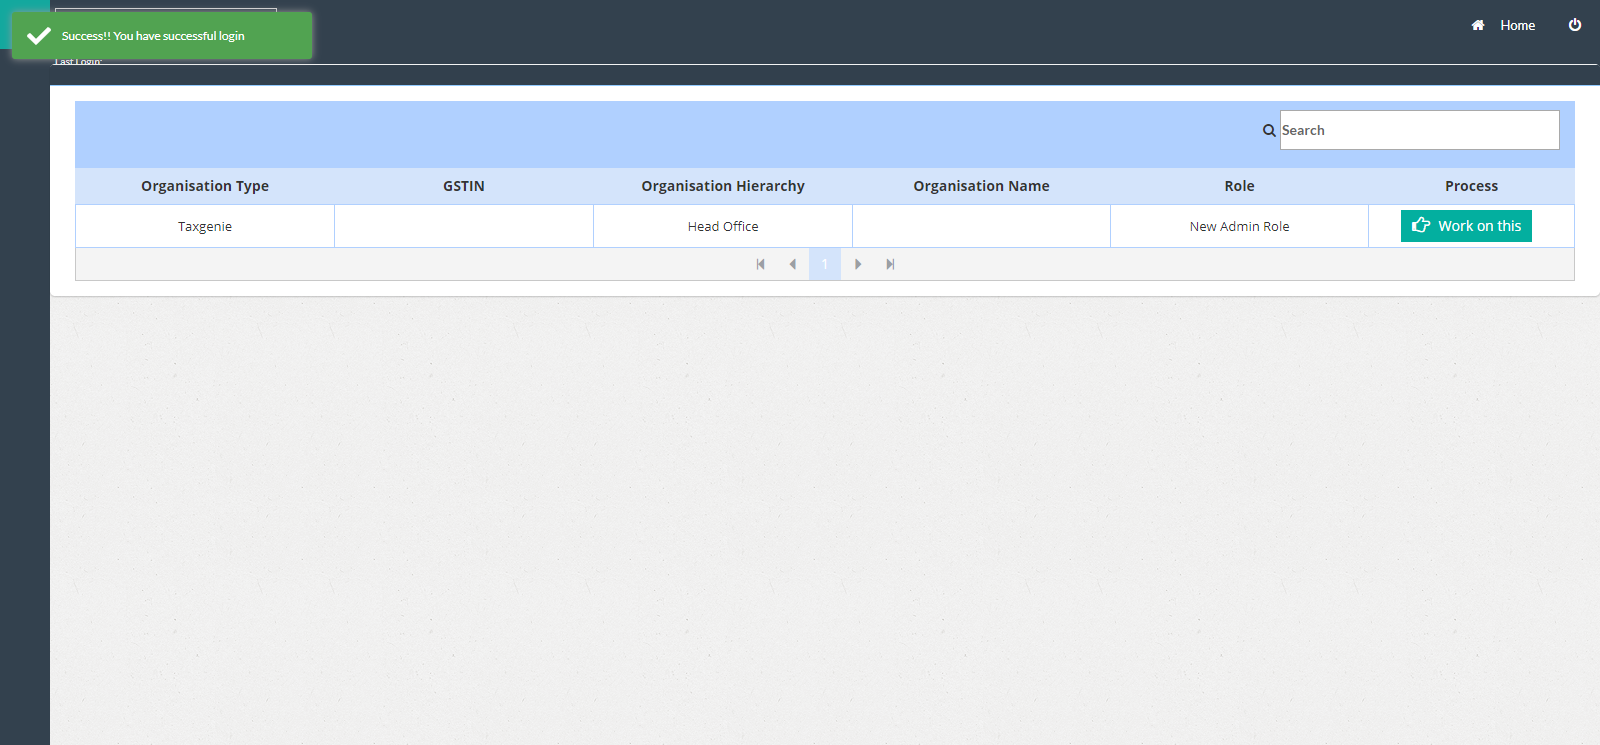 Success!! You have successful login
Home
Last Login:
Search
Organisation Type GSTIN Organisation Hierarchy Organisation Name Role Process
Taxgenie Head Office New Admin Role Work on this
1